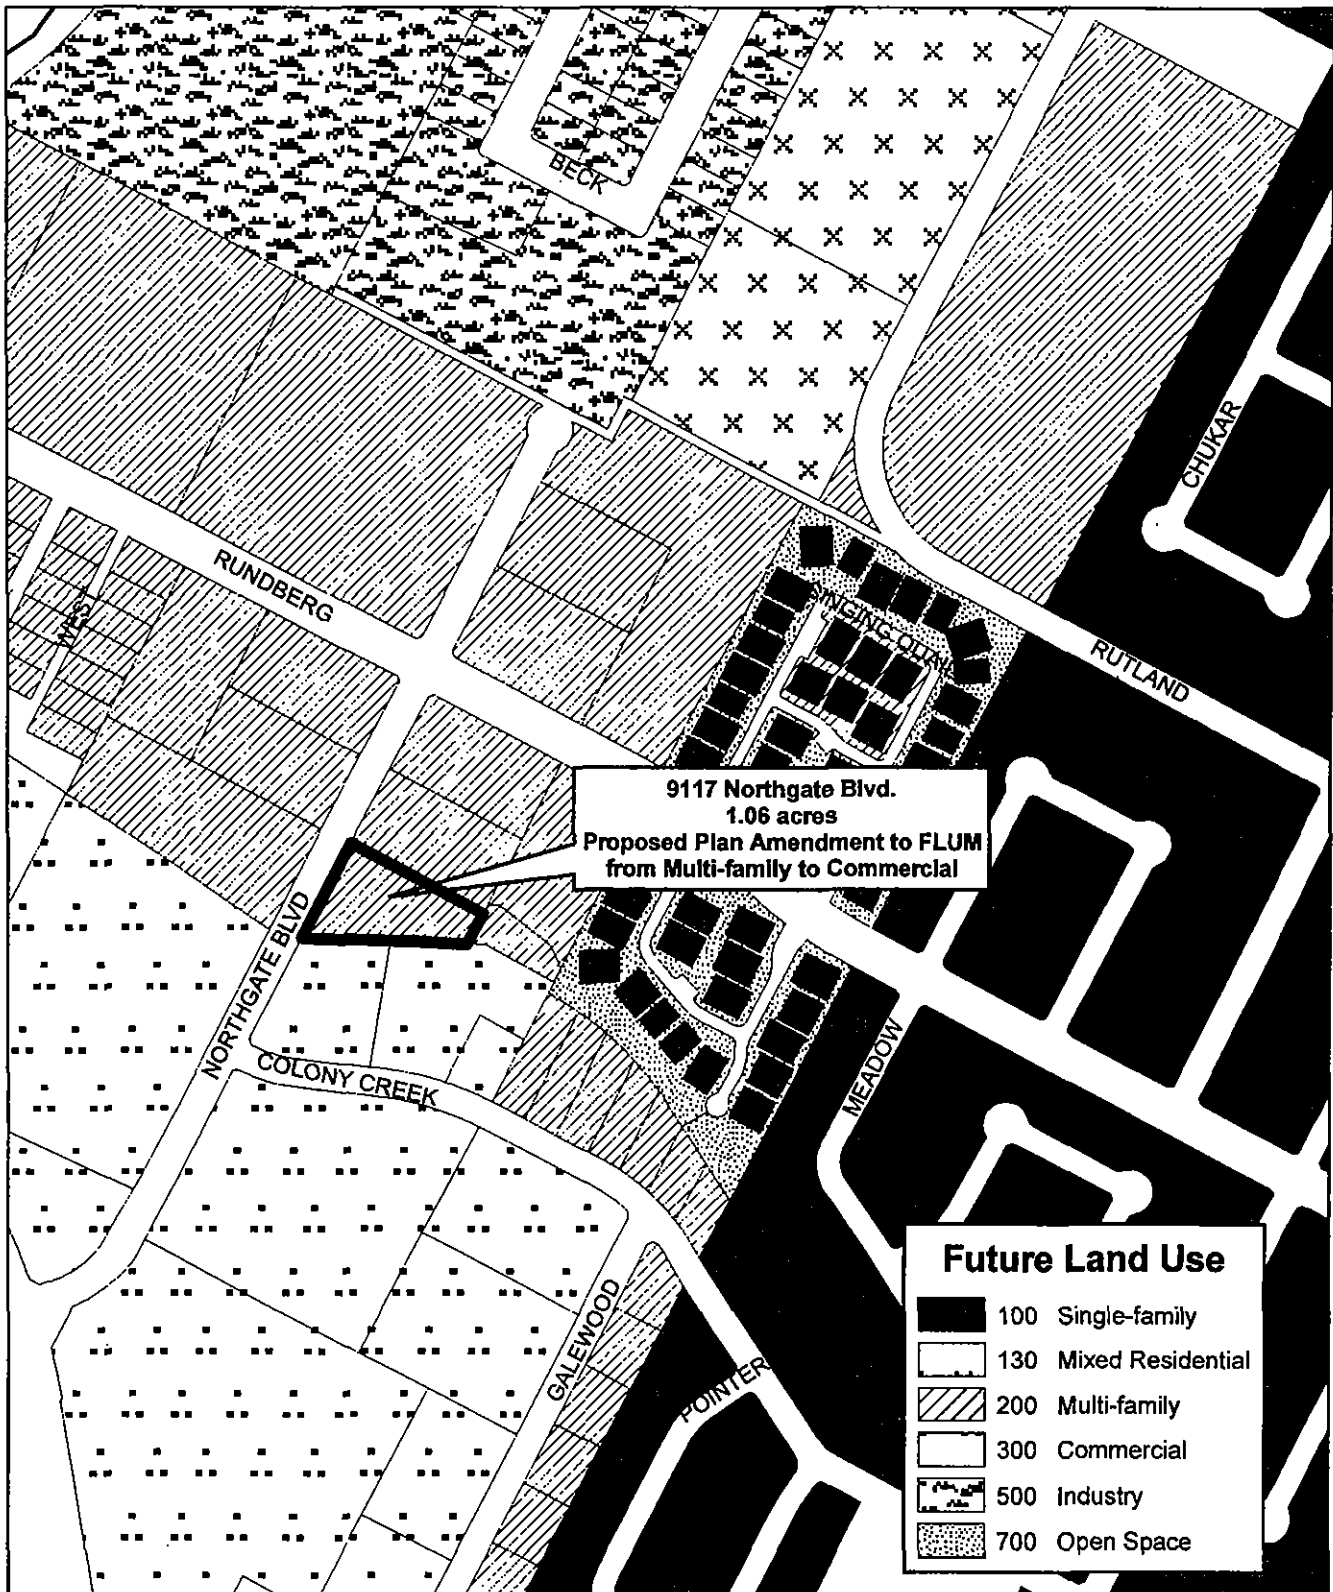 BECK
CHUKAR
RUNDBERG
WEST
SINGING QUAIL
RUTLAND
9117 Northgate Blvd.
1.06 acres
Proposed Plan Amendment to FLUM
from Multi-family to Commercial
NORTHGATE BLVD
COLONY CREEK
MEADOW
GALEWOOD
POINTER
Future Land Use
100 Single-family
130 Mixed Residential
200 Multi-family
300 Commercial
500 Industry
700 Open Space